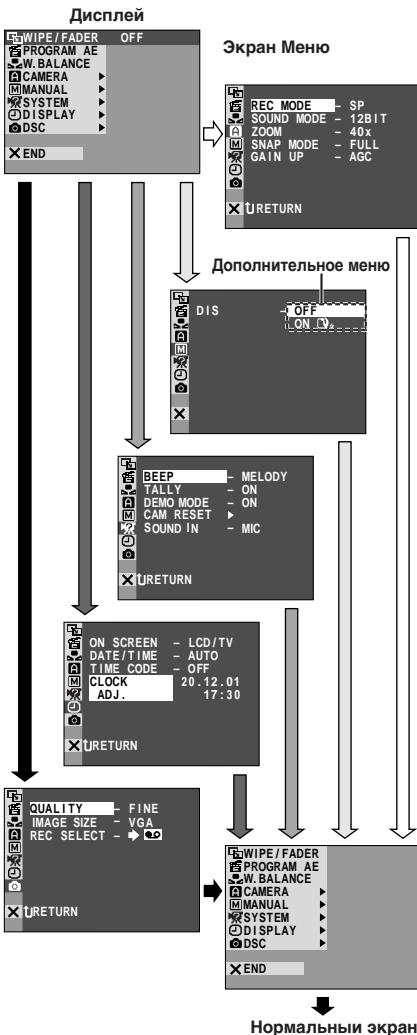 Дисплей
WIPE / FADER OFF
PROGRAM AE
W. BALANCE
A CAMERA
M MANUAL
SYSTEM
DISPLAY
DSC
END
Экран Меню
REC MODE – SP
SOUND MODE – 12BIT
A ZOOM – 40x
M SNAP MODE – FULL
GAIN UP – AGC
RETURN
Дополнительное меню
DIS – OFF
ON
A
M
BEEP – MELODY
TALLY – ON
A DEMO MODE – ON
M CAM RESET
SOUND IN – MIC
RETURN
ON SCREEN – LCD/TV
DATE/TIME – AUTO
A TIME CODE – OFF
M CLOCK 20.12.01
ADJ. 17:30
RETURN
QUALITY – FINE
IMAGE SIZE – VGA
A REC SELECT –
M
RETURN
WIPE / FADER
PROGRAM AE
W. BALANCE
A CAMERA
M MANUAL
SYSTEM
DISPLAY
DSC
END
Нормальный экран